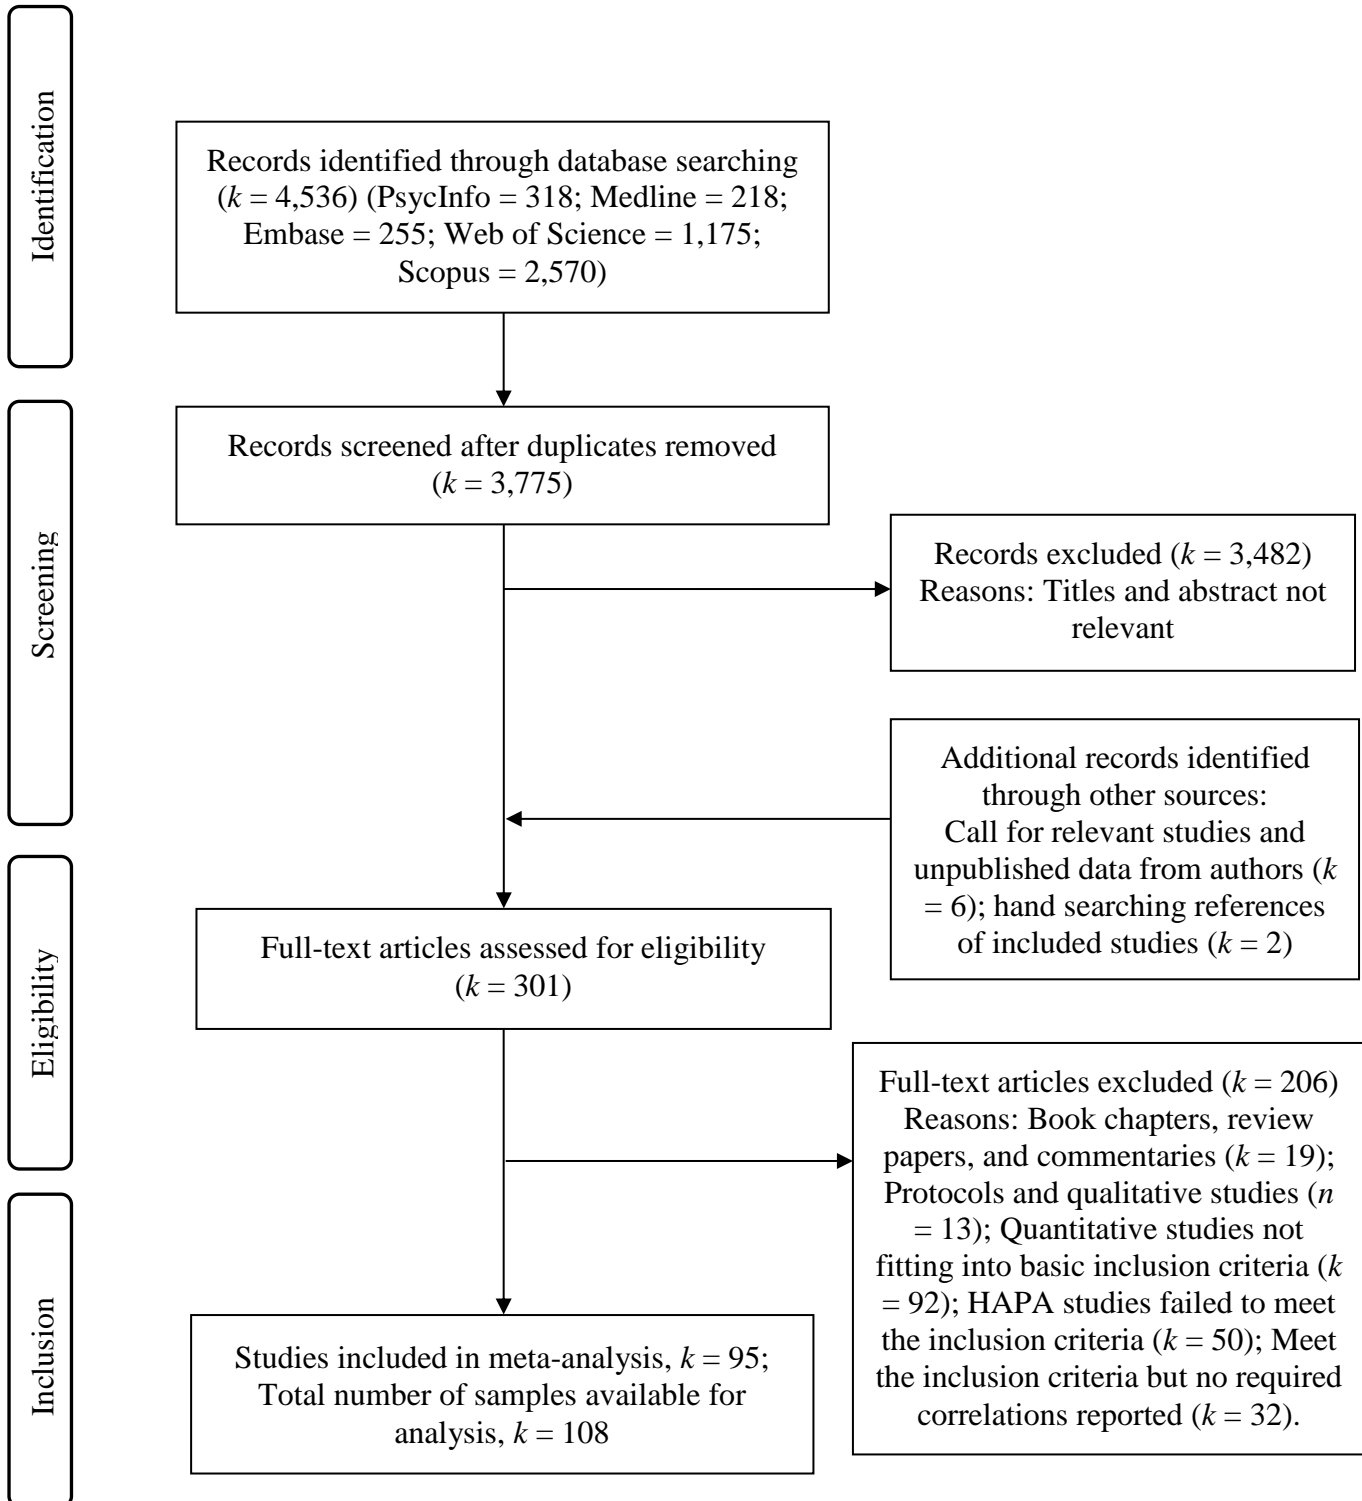 Identification
Records identified through database searching
(k = 4,536) (PsycInfo = 318; Medline = 218;
Embase = 255; Web of Science = 1,175;
Scopus = 2,570)
Screening
Records screened after duplicates removed
(k = 3,775)
Records excluded (k = 3,482)
Reasons: Titles and abstract not
relevant
Additional records identified
through other sources:
Call for relevant studies and
unpublished data from authors (k
= 6); hand searching references
of included studies (k = 2)
Eligibility
Full-text articles assessed for eligibility
(k = 301)
Full-text articles excluded (k = 206)
Reasons: Book chapters, review
papers, and commentaries (k = 19);
Protocols and qualitative studies (n
= 13); Quantitative studies not
fitting into basic inclusion criteria (k
= 92); HAPA studies failed to meet
the inclusion criteria (k = 50); Meet
the inclusion criteria but no required
correlations reported (k = 32).
Inclusion
Studies included in meta-analysis, k = 95;
Total number of samples available for
analysis, k = 108